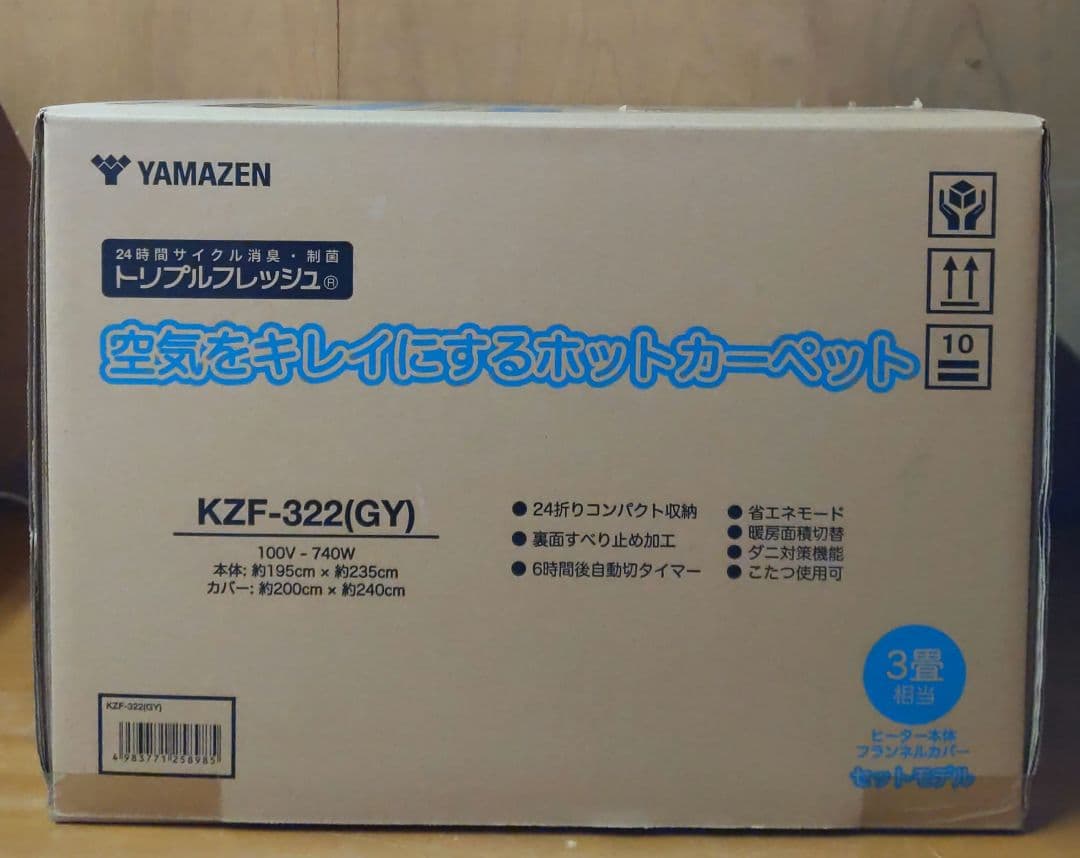 YAMAZEN
24時間サイクル消臭・制菌
トリプルフレッシュ®
空気をキレイにするホットカーペット
10
KZF-322(GY)
100V - 740W
本体; 約195cm × 約235cm
カバー; 約200cm × 約240cm
● 24折りコンパクト収納
● 裏面すべり止め加工
● 6時間後自動切タイマー
● 省エネモード
● 暖房面積切替
● ダニ対策機能
● こたつ使用可
3畳
相当
ヒーター本体
フランネルカバー
セットモデル
KZF-322(GY)
4983771258985